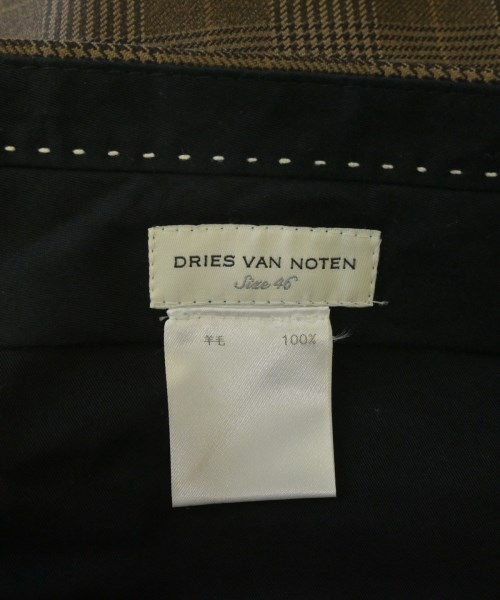 DRIES VAN NOTEN
Size 46
羊毛 100%